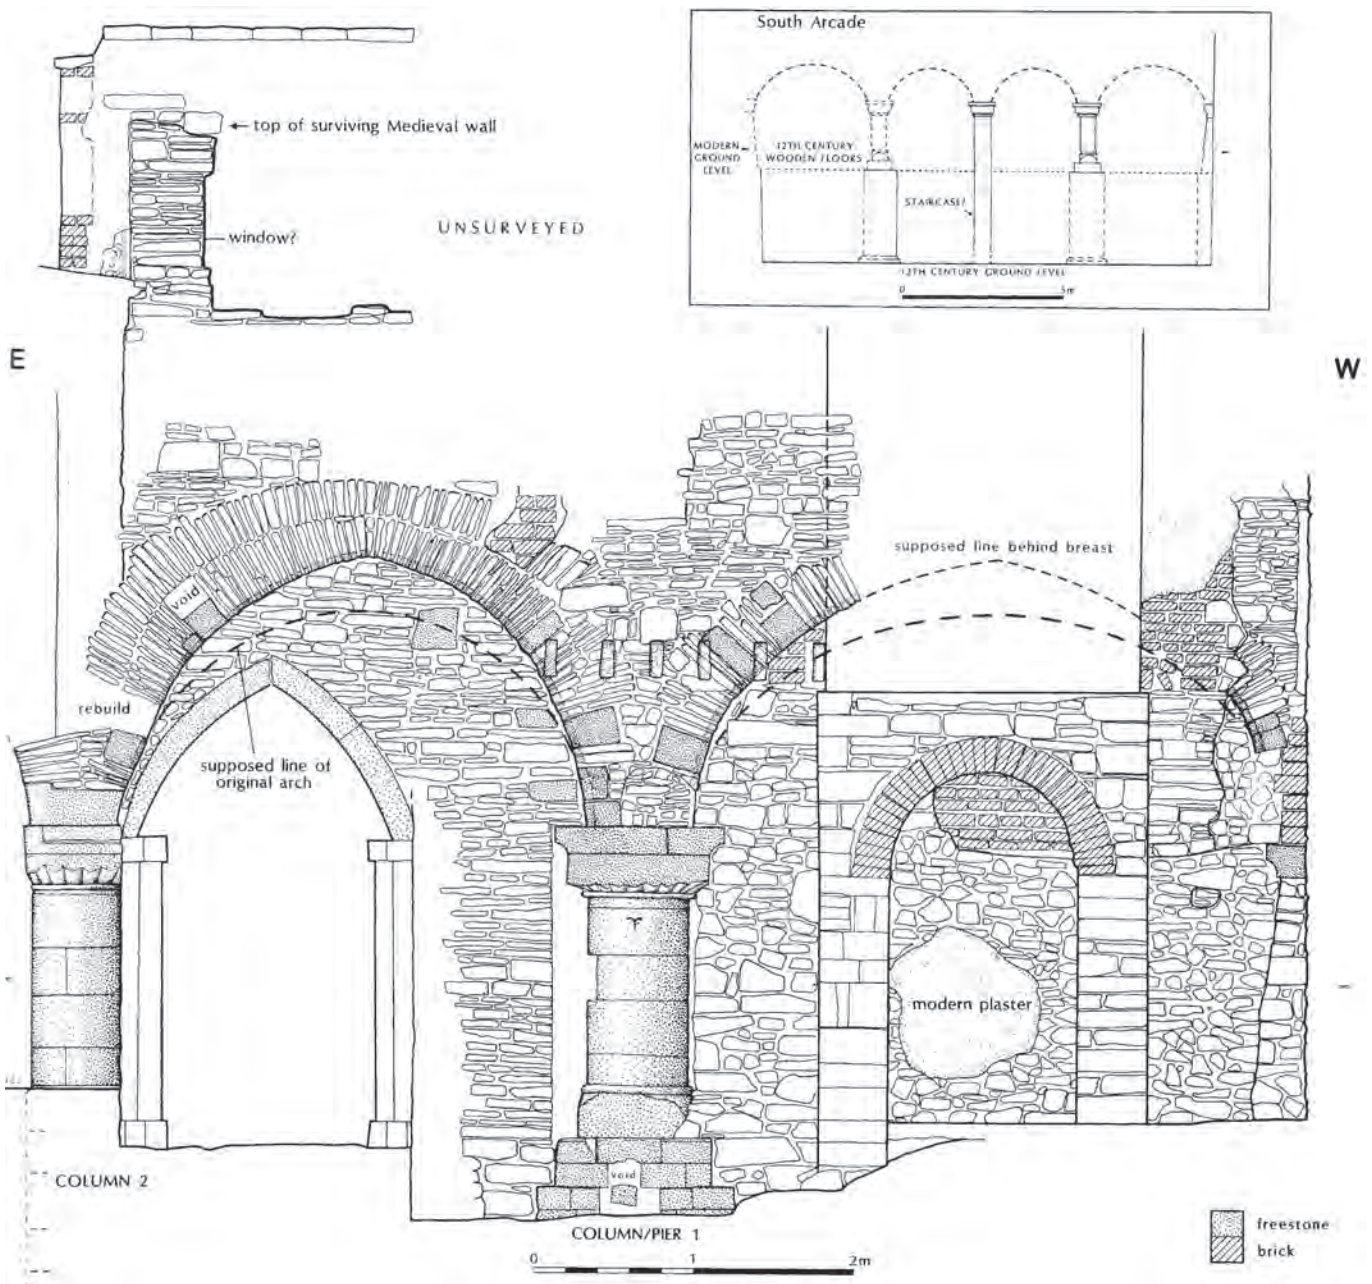 South Arcade
top of surviving Medieval wall
MODERN
GROUND
LEVEL
12TH CENTURY
WOODEN FLOORS
STAIRCASE?
window?
UNSURVEYED
12TH CENTURY GROUND LEVEL
0 5m
E
W
supposed line behind breast
void
rebuild
supposed line of
original arch
modern plaster
void
COLUMN 2
COLUMN/PIER 1
0 1 2m
freestone
brick